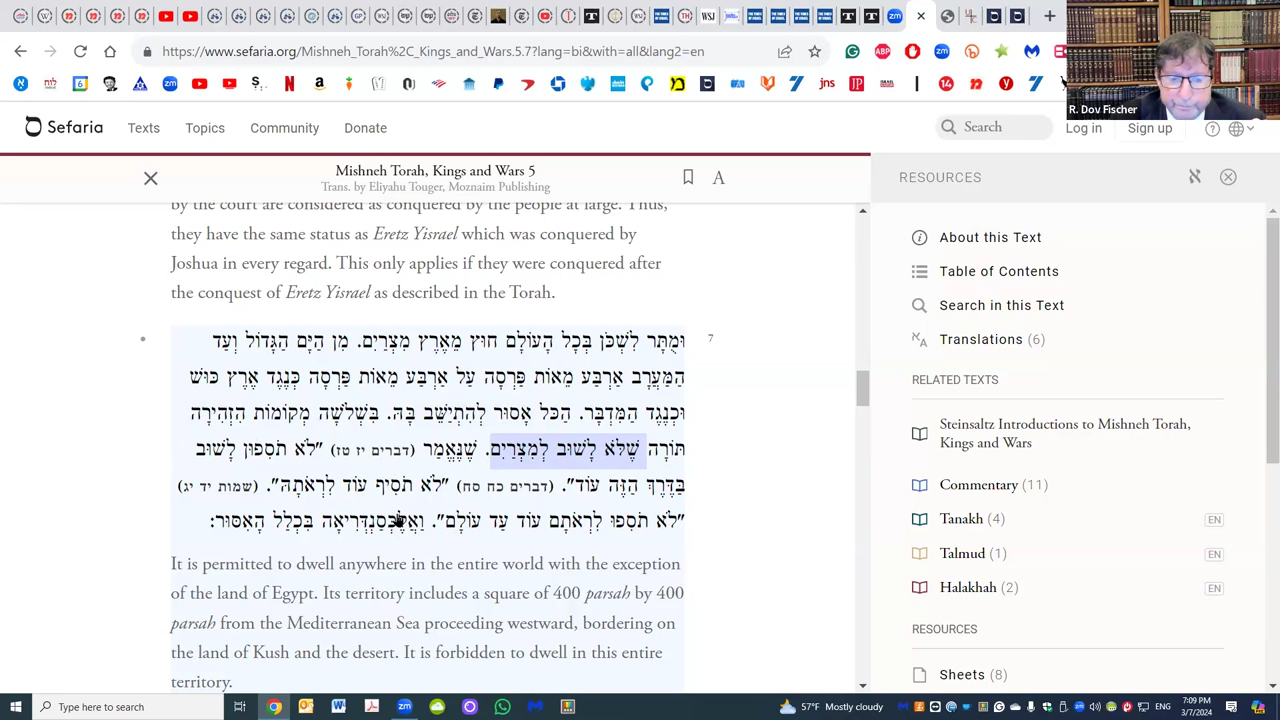 https://www.sefaria.org/Mishneh_Torah%2C_Kings_and_Wars.5.7?lang=bi&with=all&lang2=en
R. Dov Fischer
Sefaria
Texts
Topics
Community
Donate
Search
Log in
Sign up
Mishneh Torah, Kings and Wars 5
Trans. by Eliyahu Touger, Moznaim Publishing
by the court are considered as conquered by the people at large. Thus,
they have the same status as Eretz Yisrael which was conquered by
Joshua in every regard. This only applies if they were conquered after
the conquest of Eretz Yisrael as described in the Torah.
7
וּמֻתָּר לִשְׁכֹּן בְּכָל הָעוֹלָם חוּץ מֵאֶרֶץ מִצְרַיִם. מִן הַיָּם הַגָּדוֹל וְעַד
הַמַּעֲרָב אַרְבַּע מֵאוֹת פַּרְסָה עַל אַרְבַּע מֵאוֹת פַּרְסָה כְּנֶגֶד אֶרֶץ כּוּשׁ
וּכְנֶגֶד הַמִּדְבָּר. הַכּל אָסוּר לְהִתְיַשֵּׁב בָּהּ. בִּשְׁלֹשָׁה מְקוֹמוֹת הִזְהִירָה
תּוֹרָה שֶׁלֹּא לָשׁוּב לְמִצְרַיִם. שֶׁנֶּאֱמַר (דברים יז טז) "לֹא תֹסִפוּן לָשׁוּב
בַּדֶּרֶךְ הַזֶּה עוֹד". (דברים כח סח) "לֹא תֹסִיף עוֹד לִרְאֹתָהּ". (שמות יד יג)
"לֹא תֹסִפוּ לִרְאֹתָם עוֹד עַד עוֹלָם". וַאֲלֶכְּסַנְדְּרִיאָה בִּכְלַל הָאִסּוּר:
It is permitted to dwell anywhere in the entire world with the exception
of the land of Egypt. Its territory includes a square of 400 parsah by 400
parsah from the Mediterranean Sea proceeding westward, bordering on
the land of Kush and the desert. It is forbidden to dwell in this entire
territory.
RESOURCES
About this Text
Table of Contents
Search in this Text
Translations (6)
RELATED TEXTS
Steinsaltz Introductions to Mishneh Torah,
Kings and Wars
Commentary (11)
Tanakh (4) EN
Talmud (1) EN
Halakhah (2) EN
RESOURCES
Sheets (8)
Type here to search
57°F Mostly cloudy
ENG
7:09 PM
3/7/2024